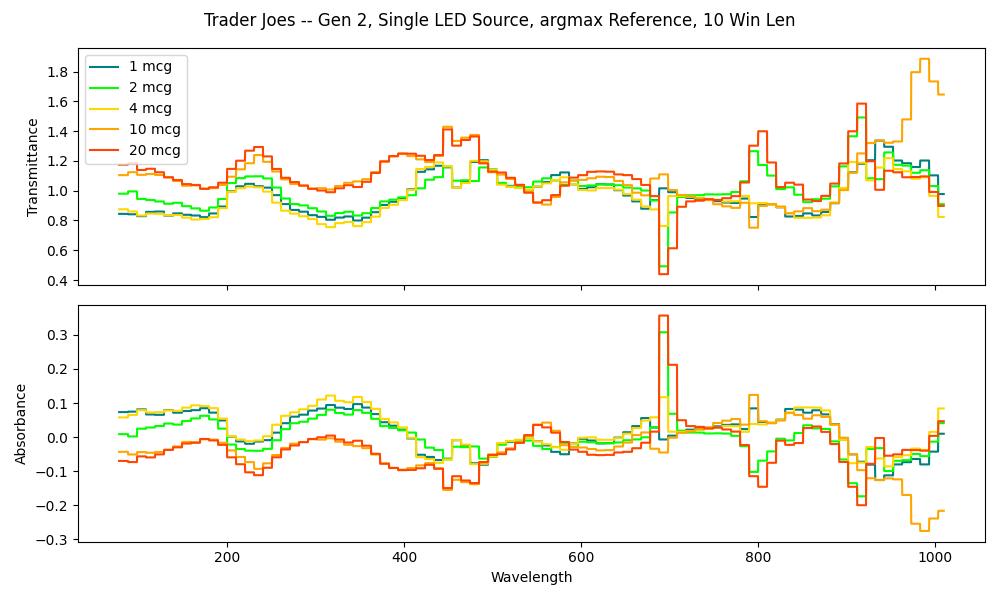 Trader Joes -- Gen 2, Single LED Source, argmax Reference, 10 Win Len
1.8
1.6
1.4
1.2
1.0
0.8
0.6
0.4
Transmittance
1 mcg
2 mcg
4 mcg
10 mcg
20 mcg
0.3
0.2
0.1
0.0
−0.1
−0.2
−0.3
Absorbance
200
400
600
800
1000
Wavelength